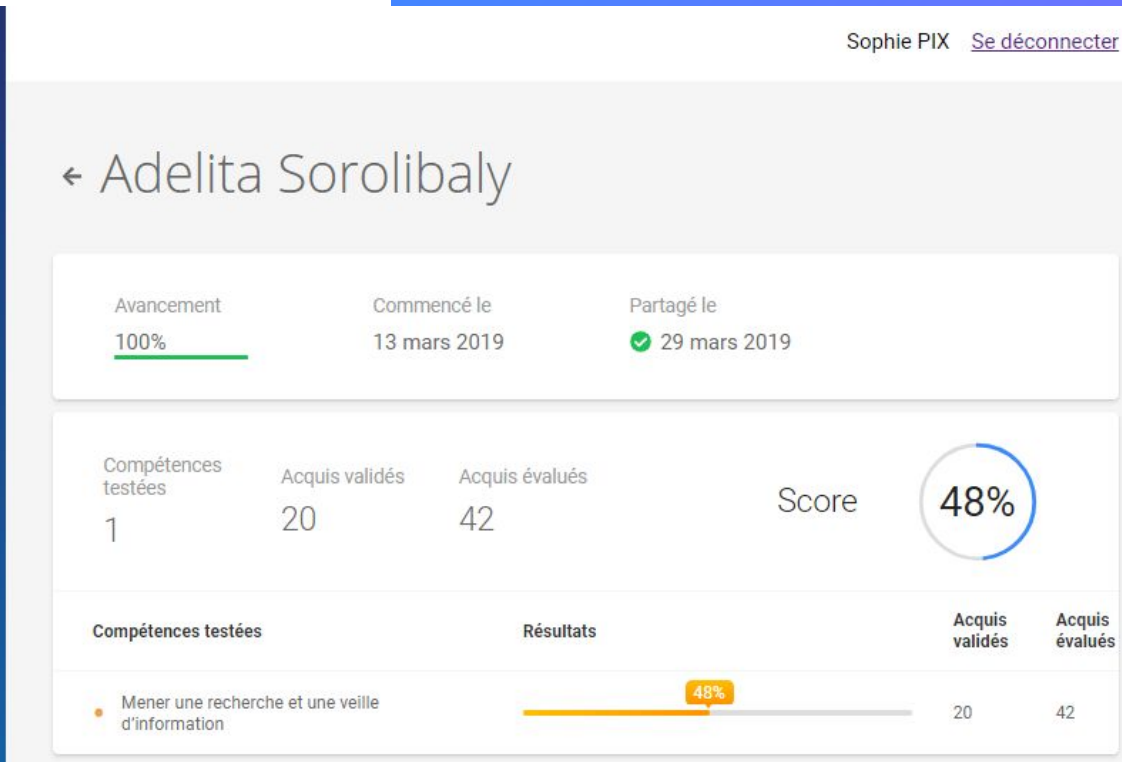 Sophie PIX Se déconnecter
← Adelita Sorolibaly
Avancement Commencé le Partagé le
100% 13 mars 2019 29 mars 2019
Compétences
testées
1
Acquis validés
20
Acquis évalués
42
Score
48%
Compétences testées Résultats Acquis
validés Acquis
évalués
Mener une recherche et une veille
d'information
48%
20 42